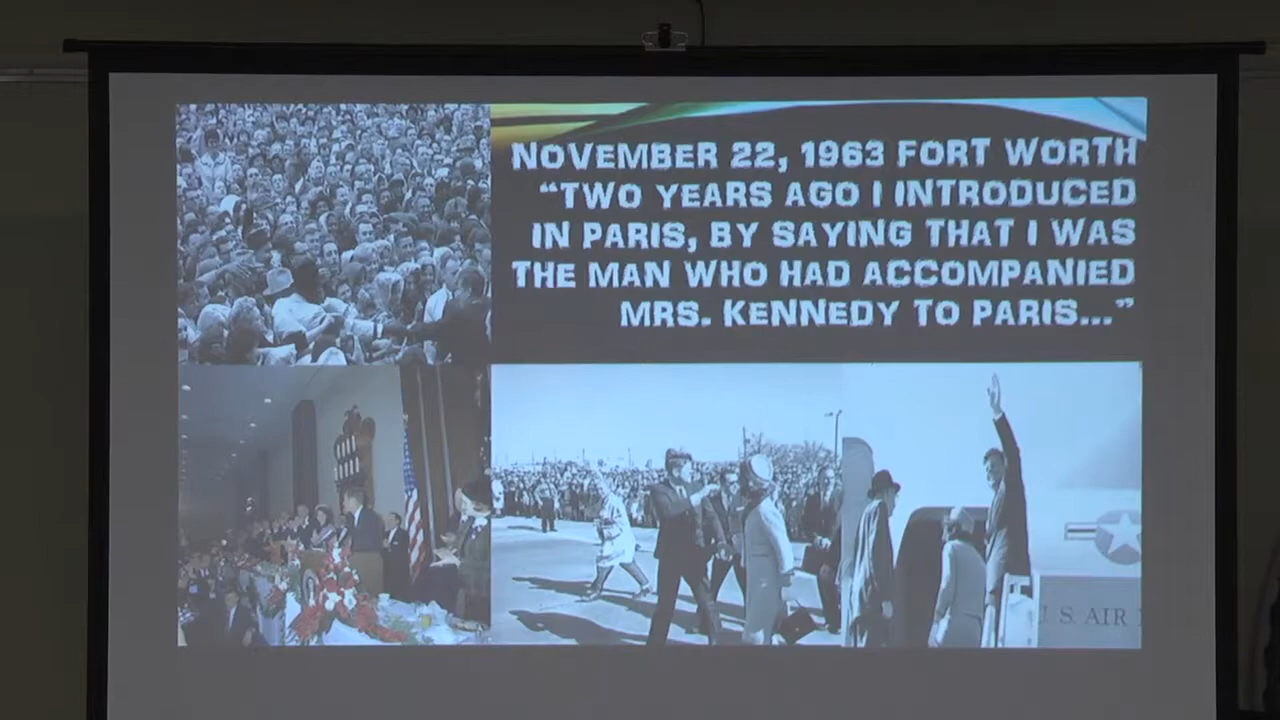 NOVEMBER 22, 1963 FORT WORTH
“TWO YEARS AGO I INTRODUCED
IN PARIS, BY SAYING THAT I WAS
THE MAN WHO HAD ACCOMPANIED
MRS. KENNEDY TO PARIS...”
U. S. AIR